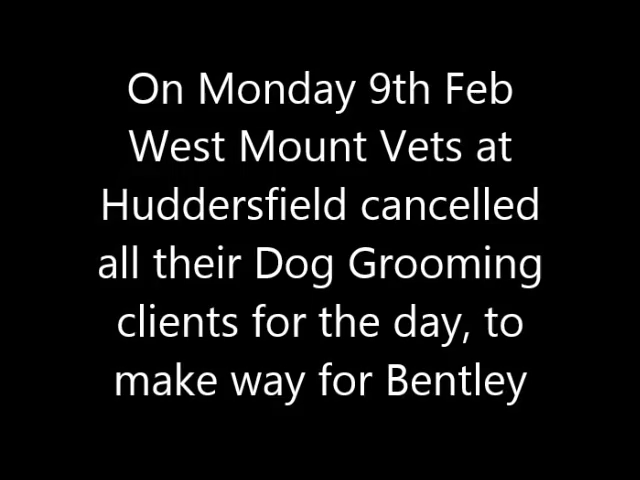 On Monday 9th Feb
West Mount Vets at
Huddersfield cancelled
all their Dog Grooming
clients for the day, to
make way for Bentley